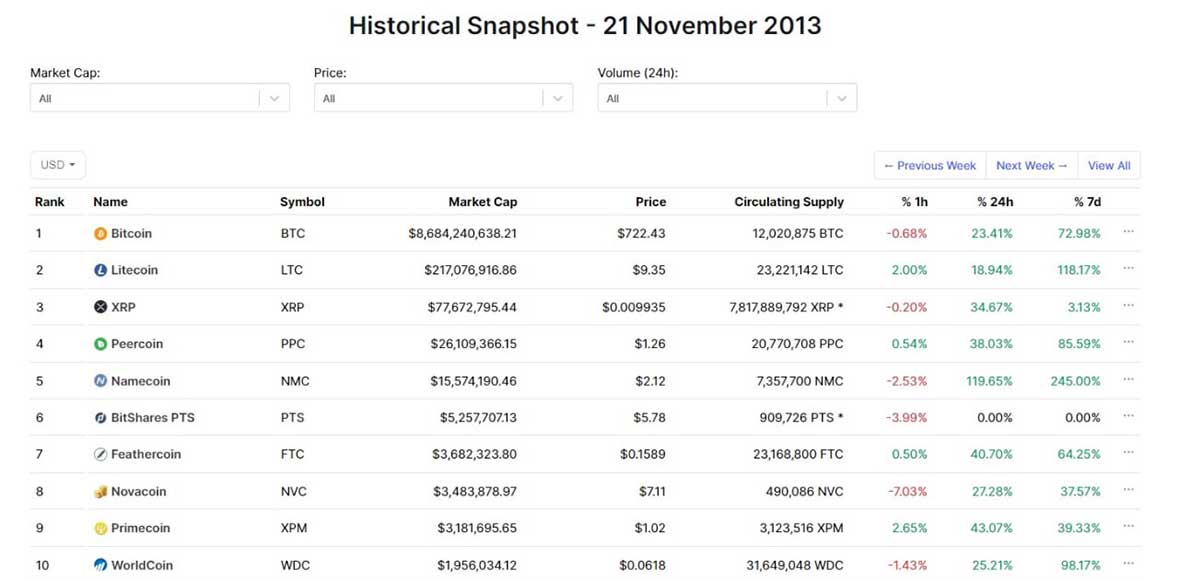 Historical Snapshot - 21 November 2013
Market Cap: Price: Volume (24h):
All All All
USD ← Previous Week Next Week → View All
Rank Name Symbol Market Cap Price Circulating Supply % 1h % 24h % 7d
1 Bitcoin BTC $8,684,240,638.21 $722.43 12,020,875 BTC -0.68% 23.41% 72.98% ...
2 Litecoin LTC $217,076,916.86 $9.35 23,221,142 LTC 2.00% 18.94% 118.17% ...
3 XRP XRP $77,672,795.44 $0.009935 7,817,889,792 XRP * -0.20% 34.67% 3.13% ...
4 Peercoin PPC $26,109,366.15 $1.26 20,770,708 PPC 0.54% 38.03% 85.59% ...
5 Namecoin NMC $15,574,190.46 $2.12 7,357,700 NMC -2.53% 119.65% 245.00% ...
6 BitShares PTS PTS $5,257,707.13 $5.78 909,726 PTS * -3.99% 0.00% 0.00% ...
7 Feathercoin FTC $3,682,323.80 $0.1589 23,168,800 FTC 0.50% 40.70% 64.25% ...
8 Novacoin NVC $3,483,878.97 $7.11 490,086 NVC -7.03% 27.28% 37.57% ...
9 Primecoin XPM $3,181,695.65 $1.02 3,123,516 XPM 2.65% 43.07% 39.33% ...
10 WorldCoin WDC $1,956,034.12 $0.0618 31,649,048 WDC -1.43% 25.21% 98.17% ...